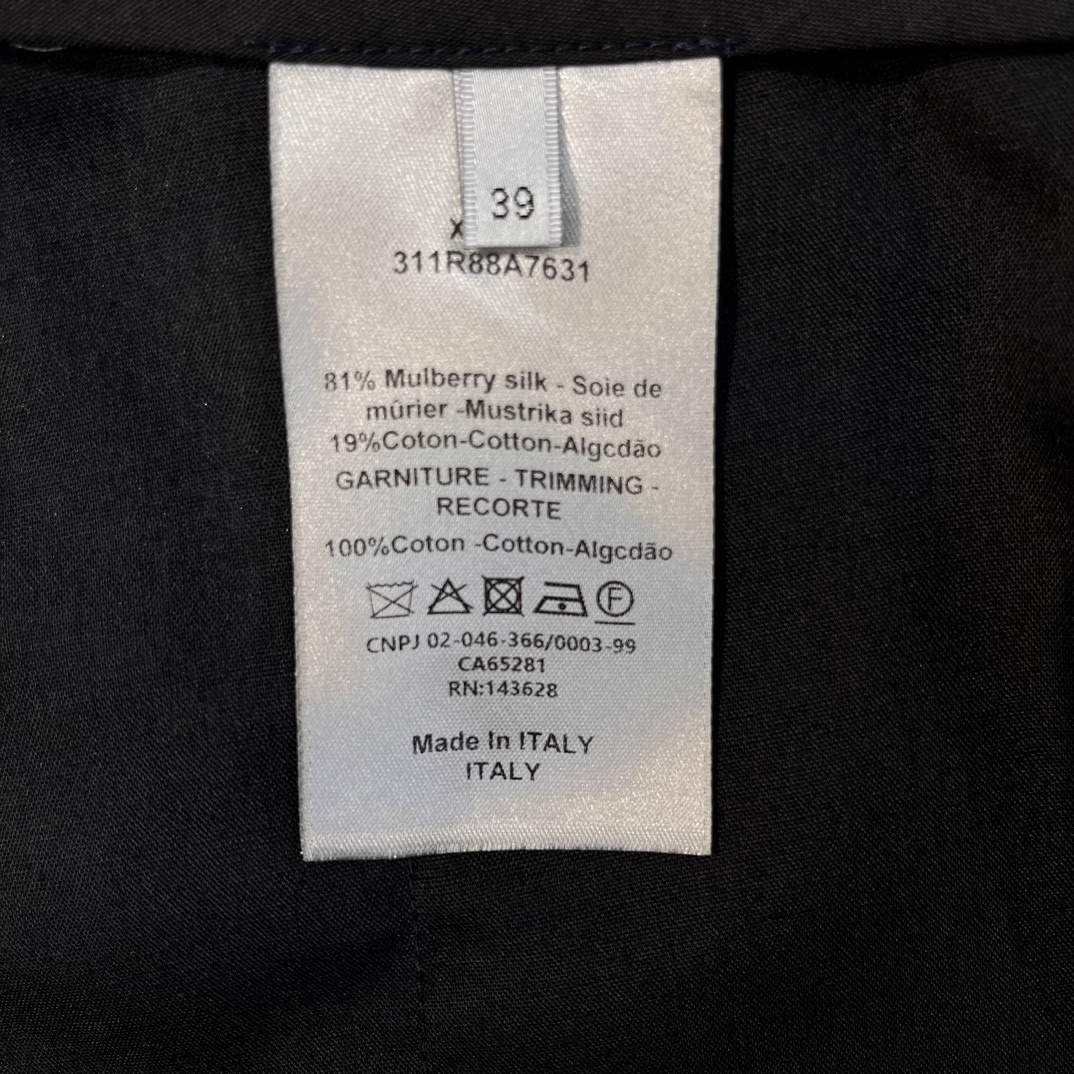 39
X
311R88A7631
81% Mulberry silk - Soie de
mûrier -Mustrika siid
19%Coton-Cotton-Algcdão
GARNITURE - TRIMMING -
RECORTE
100%Coton -Cotton-Algcdão
F
CNPJ 02-046-366/0003-99
CA65281
RN:143628
Made In ITALY
ITALY